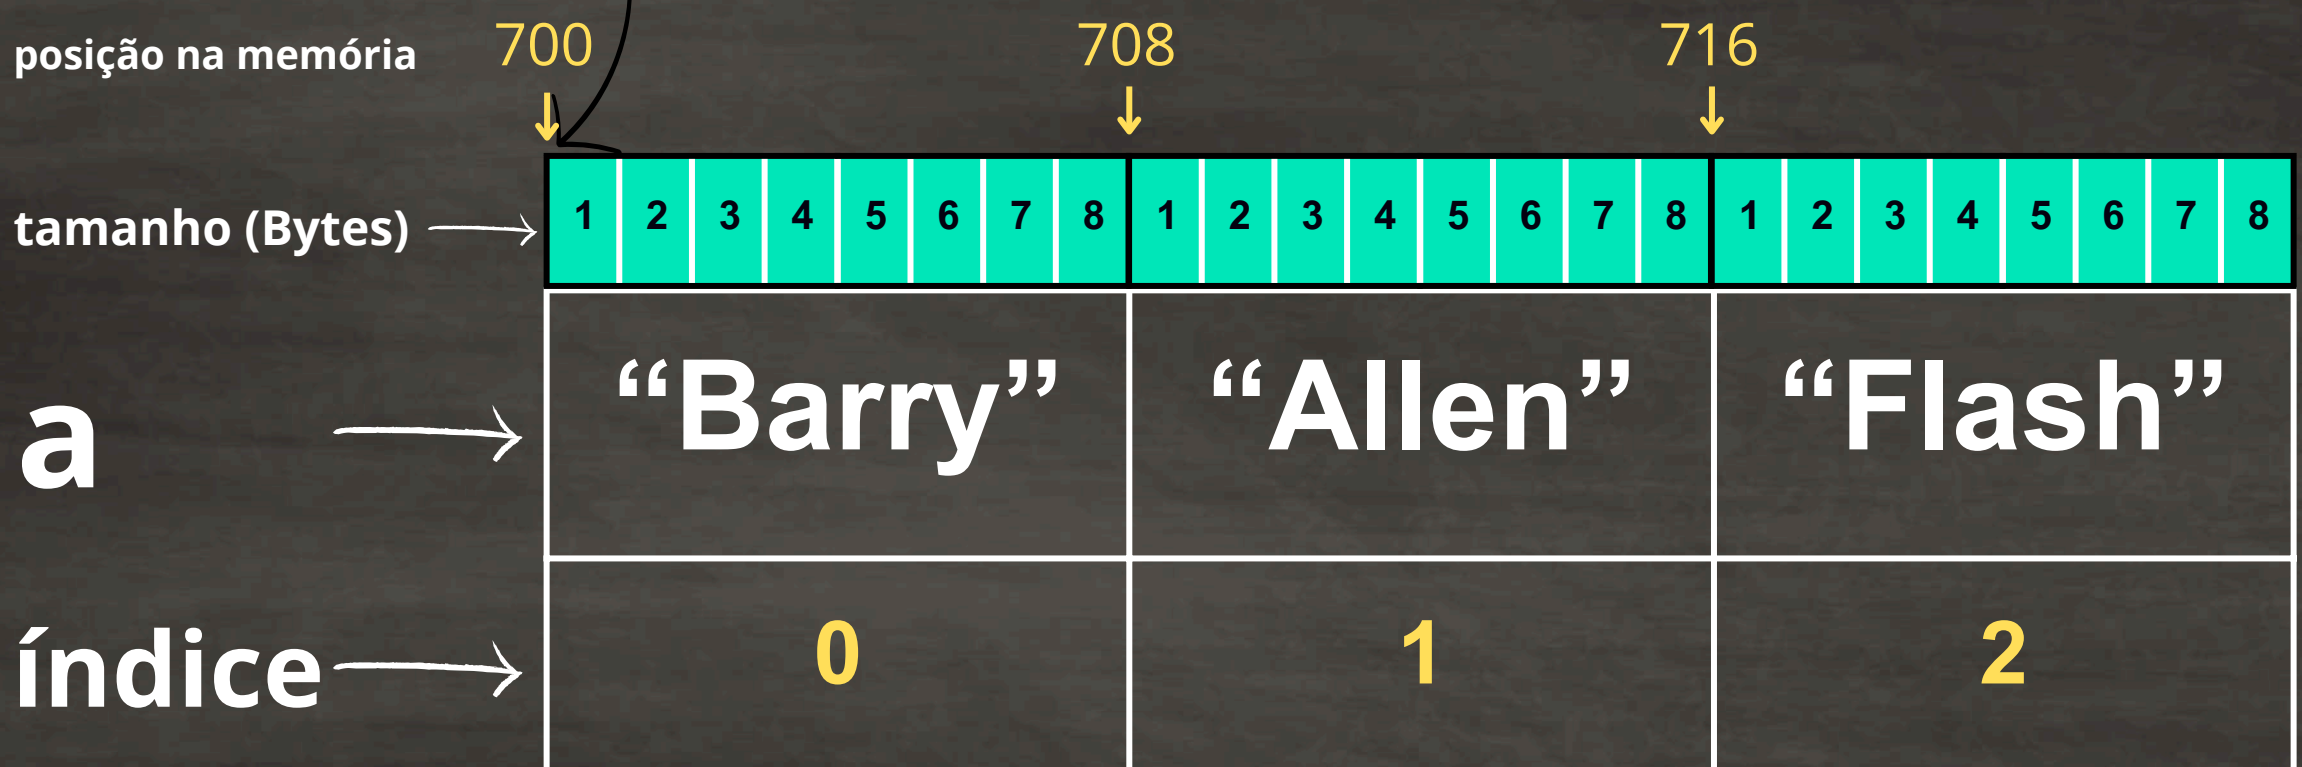 posição na memória 700 708 716
tamanho (Bytes) 1 2 3 4 5 6 7 8 1 2 3 4 5 6 7 8 1 2 3 4 5 6 7 8
a “Barry” “Allen” “Flash”
índice 0 1 2